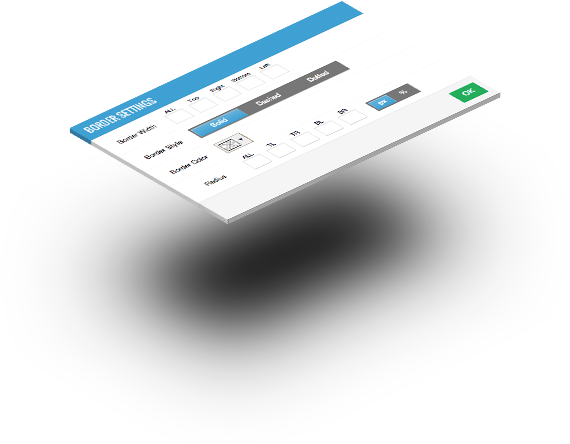 BORDER SETTINGS
Border Width ALL Top Right Bottom Left
Border Style Solid Dashed Dotted
Border Color
Radius ALL TL TR BL BR px %
OK